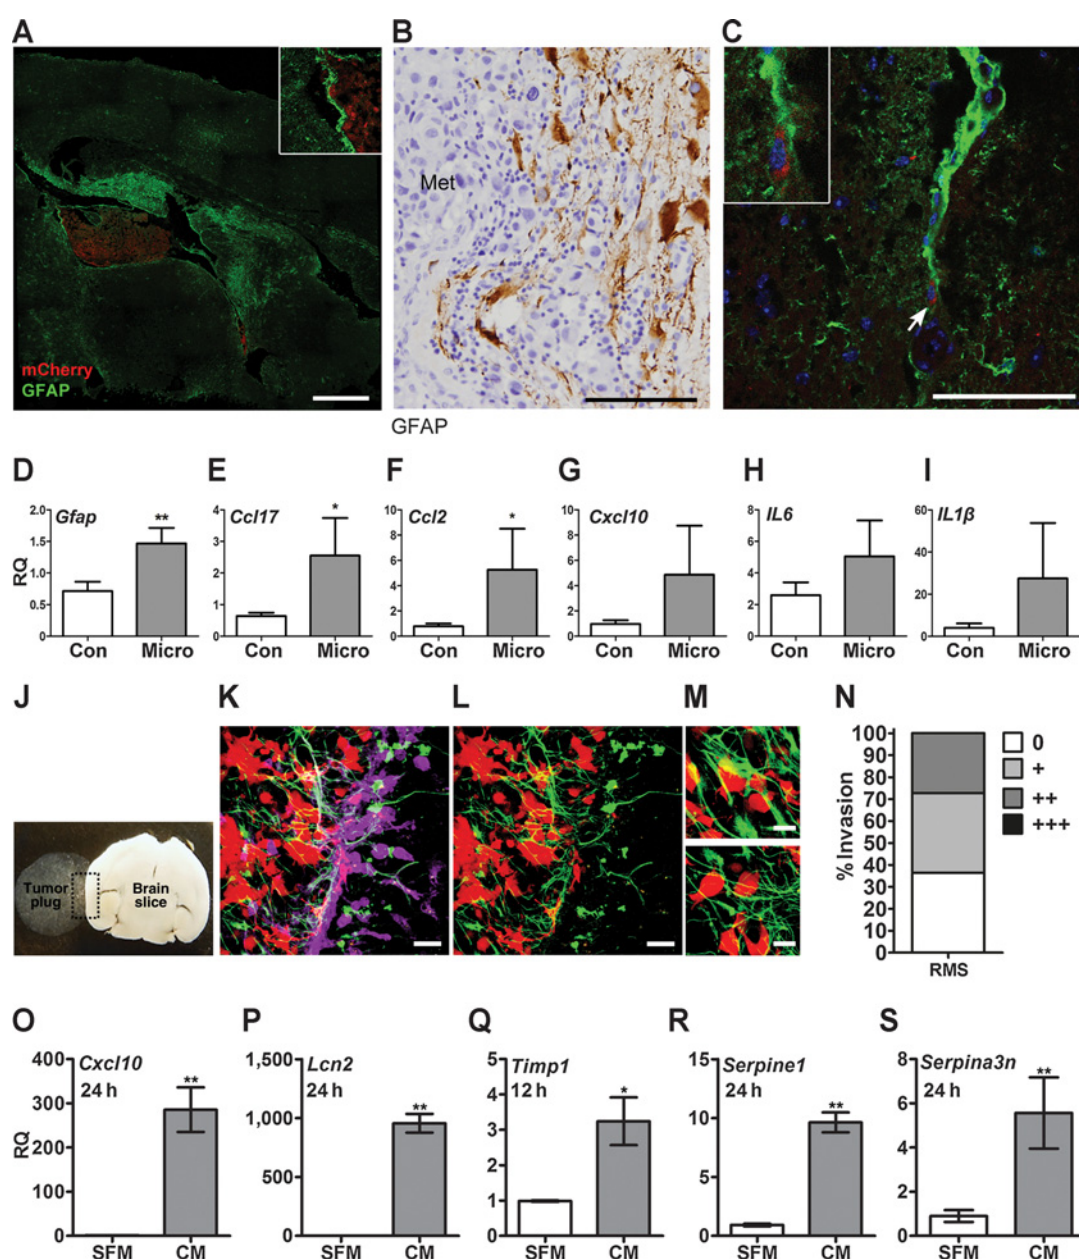 A B C
mCherry
GFAP
Met
GFAP
D E F G H I
Gfap ** Ccl17 * Ccl2 * Cxcl10 IL6 IL1β
RQ
2.0
1.5
1.0
0.5
0
Con Micro
4
3
2
1
0
Con Micro
10
8
6
4
2
0
Con Micro
10
8
6
4
2
0
Con Micro
8
6
4
2
0
Con Micro
60
40
20
0
Con Micro
J K L M N
Tumor
plug
Brain
slice
% Invasion
100
90
80
70
60
50
40
30
20
10
0
RMS
0
+
++
+++
O P Q R S
Cxcl10
24 h
**
RQ
400
300
200
100
0
SFM CM
Lcn2
24 h
**
1,500
1,000
500
0
SFM CM
Timp1
12 h
*
5
4
3
2
1
0
SFM CM
Serpine1
24 h
**
15
10
5
0
SFM CM
Serpina3n
24 h
**
8
6
4
2
0
SFM CM